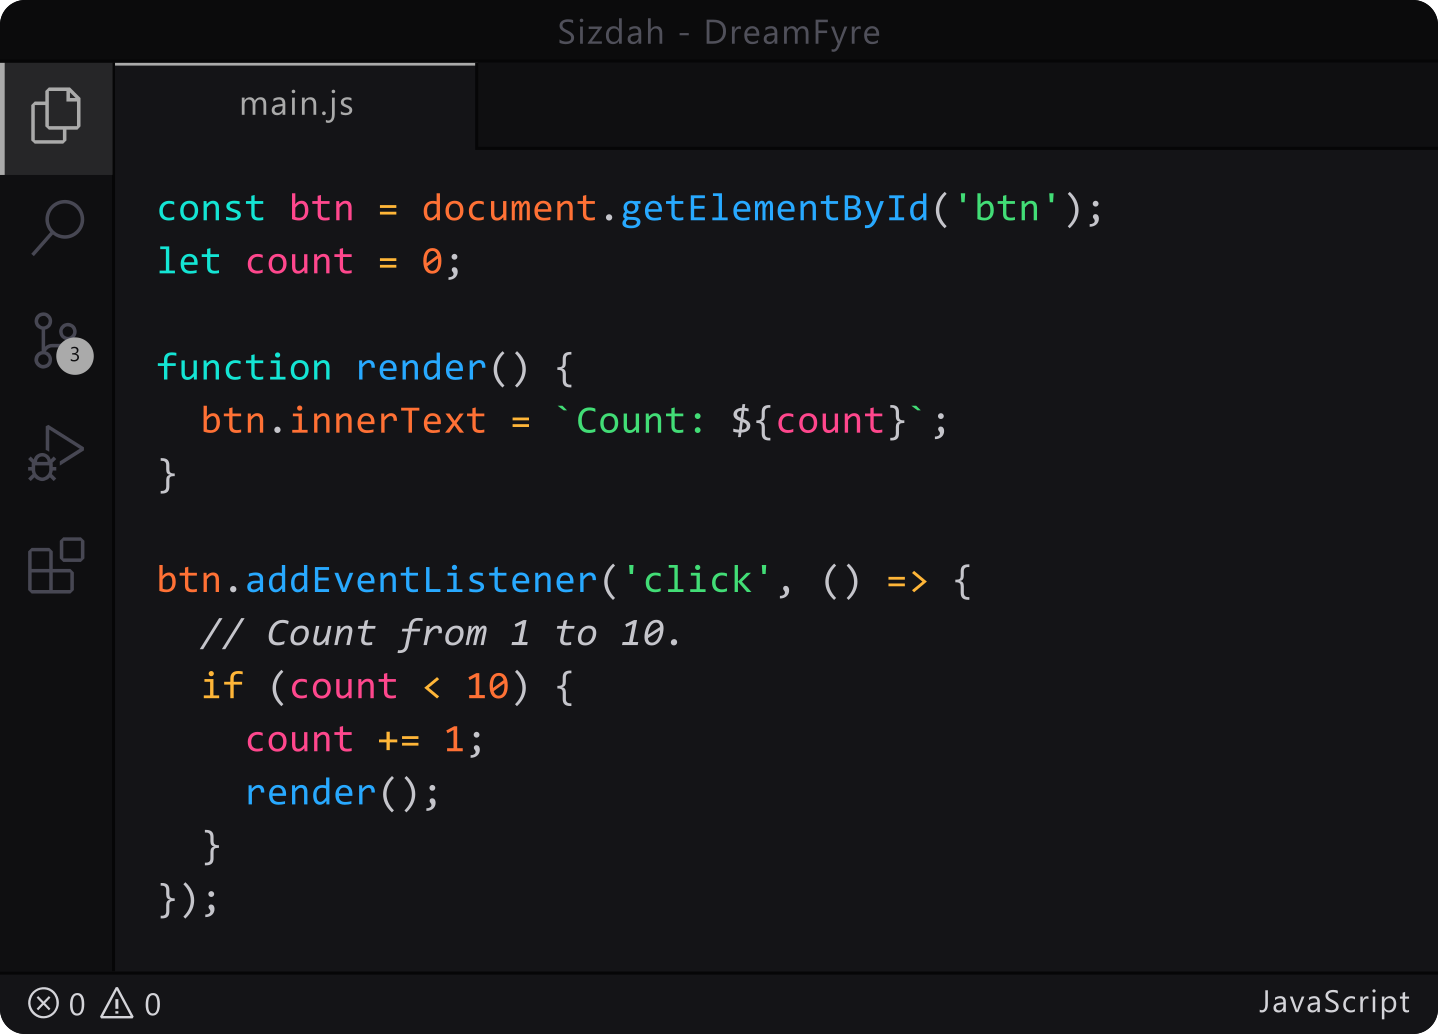 Sizdah - DreamFyre
main.js
const btn = document.getElementById('btn');
let count = 0;
function render() {
  btn.innerText = `Count: ${count}`;
}
btn.addEventListener('click', () => {
  // Count from 1 to 10.
  if (count < 10) {
    count += 1;
    render();
  }
});
3
0 0
JavaScript